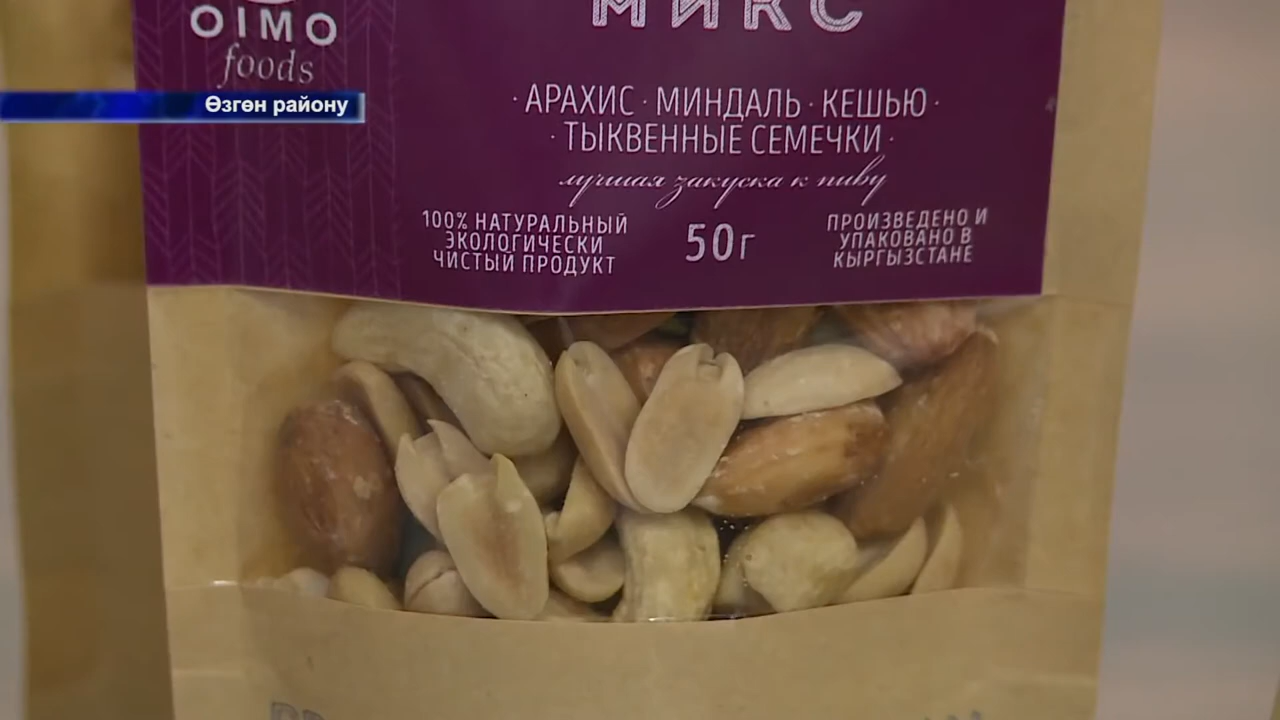 МИКС
OIMO
foods
Өзгөн району
· АРАХИС · МИНДАЛЬ · КЕШЬЮ ·
· ТЫКВЕННЫЕ СЕМЕЧКИ ·
лучшая закуска к пиву
100% НАТУРАЛЬНЫЙ
ЭКОЛОГИЧЕСКИ
ЧИСТЫЙ ПРОДУКТ
50г
ПРОИЗВЕДЕНО И
УПАКОВАНО В
КЫРГЫЗСТАНЕ